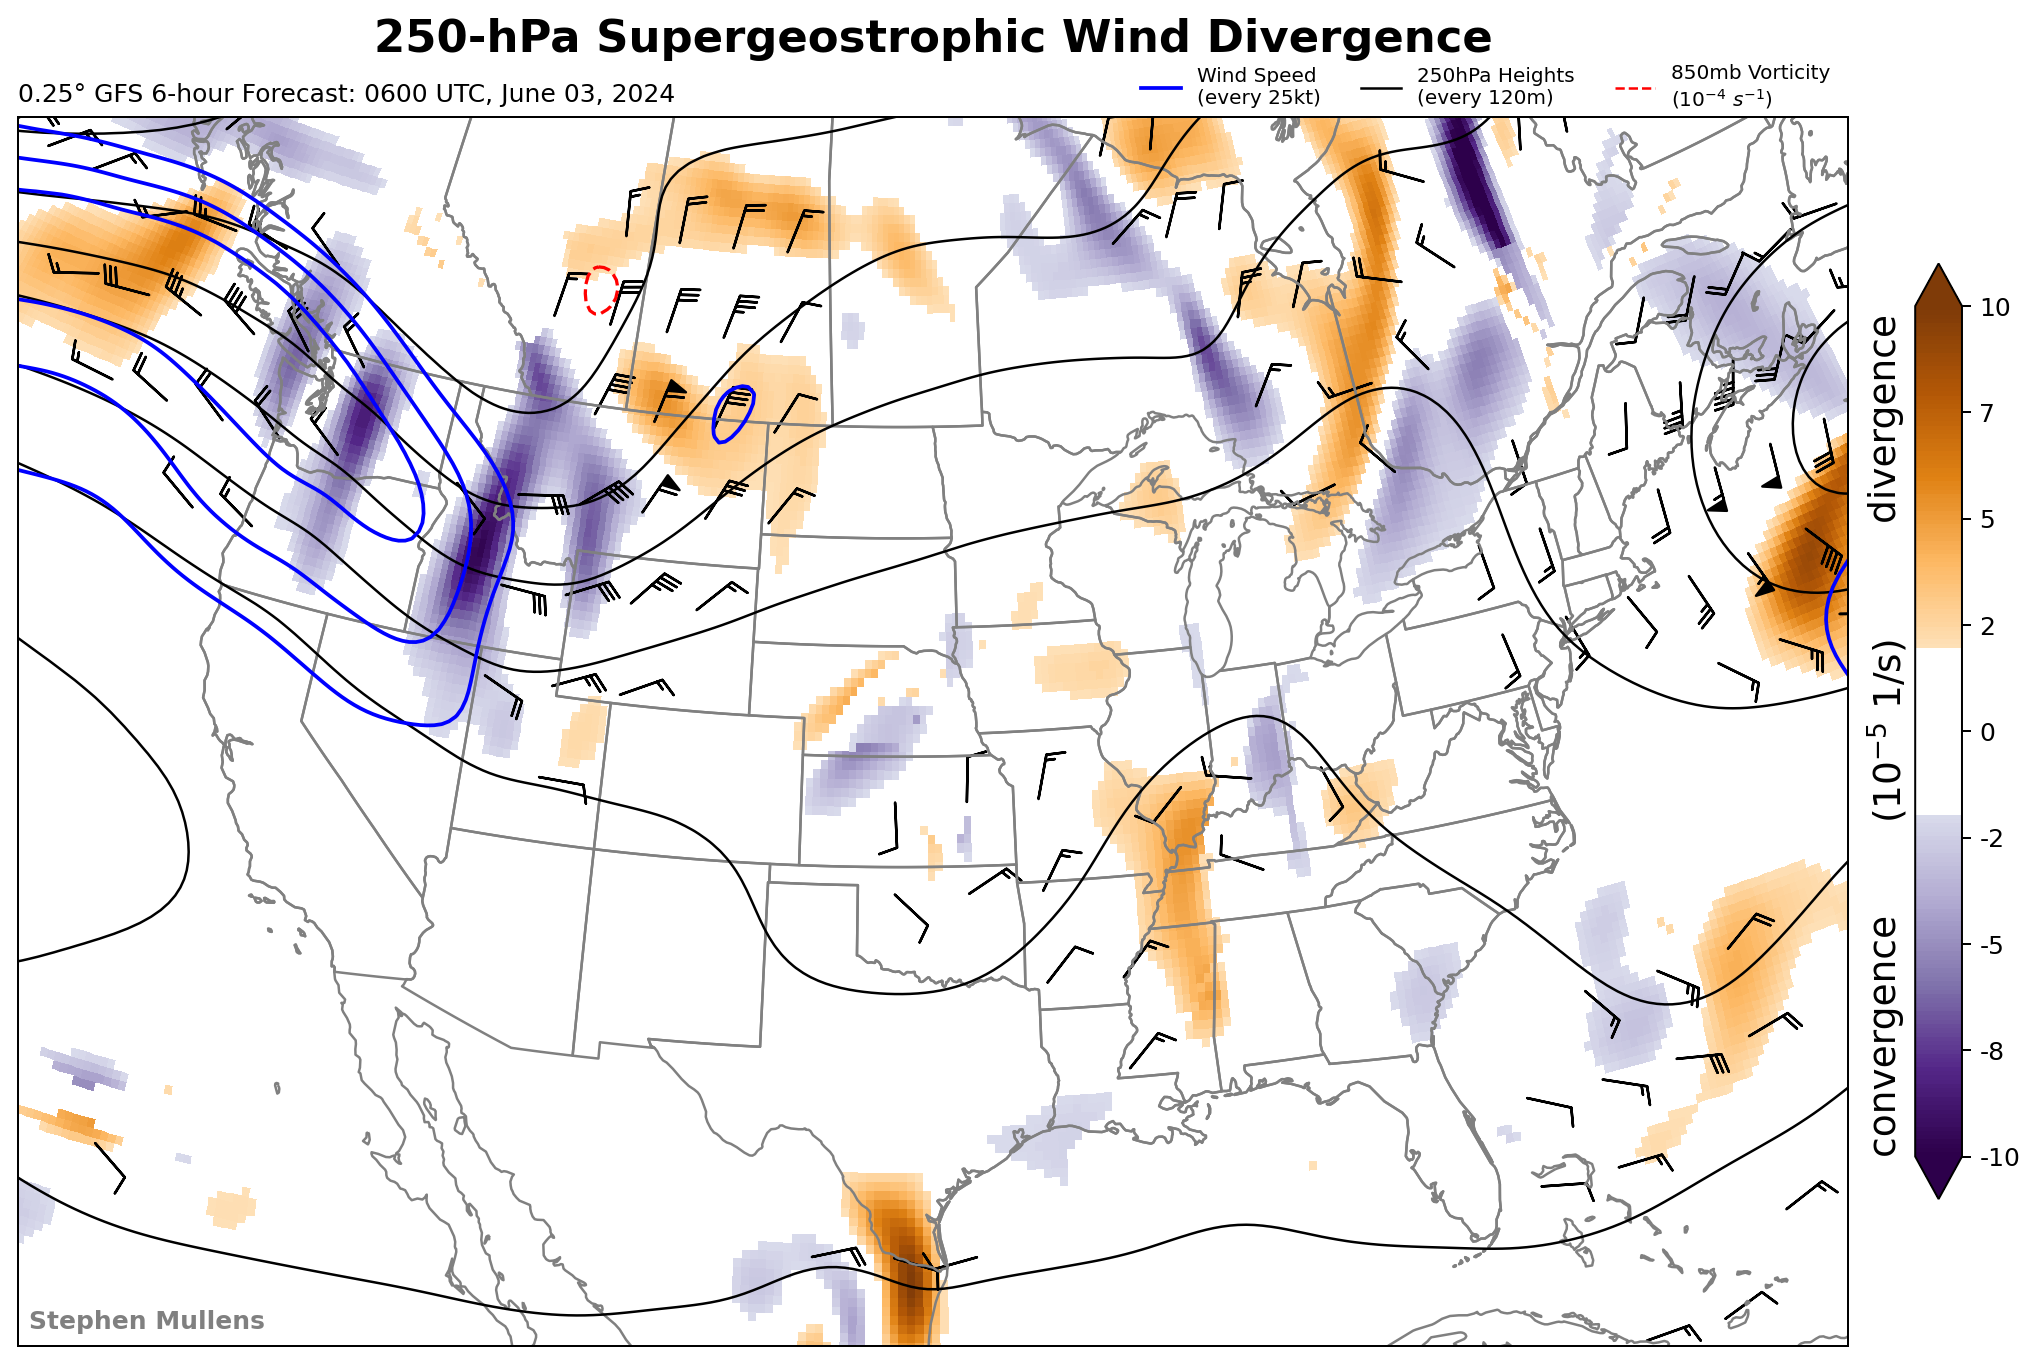 250-hPa Supergeostrophic Wind Divergence
0.25° GFS 6-hour Forecast: 0600 UTC, June 03, 2024
Wind Speed
(every 25kt)
250hPa Heights
(every 120m)
850mb Vorticity
(10⁻⁴ s⁻¹)
10
7
5
2
0
-2
-5
-8
-10
convergence (10⁻⁵ 1/s) divergence
Stephen Mullens